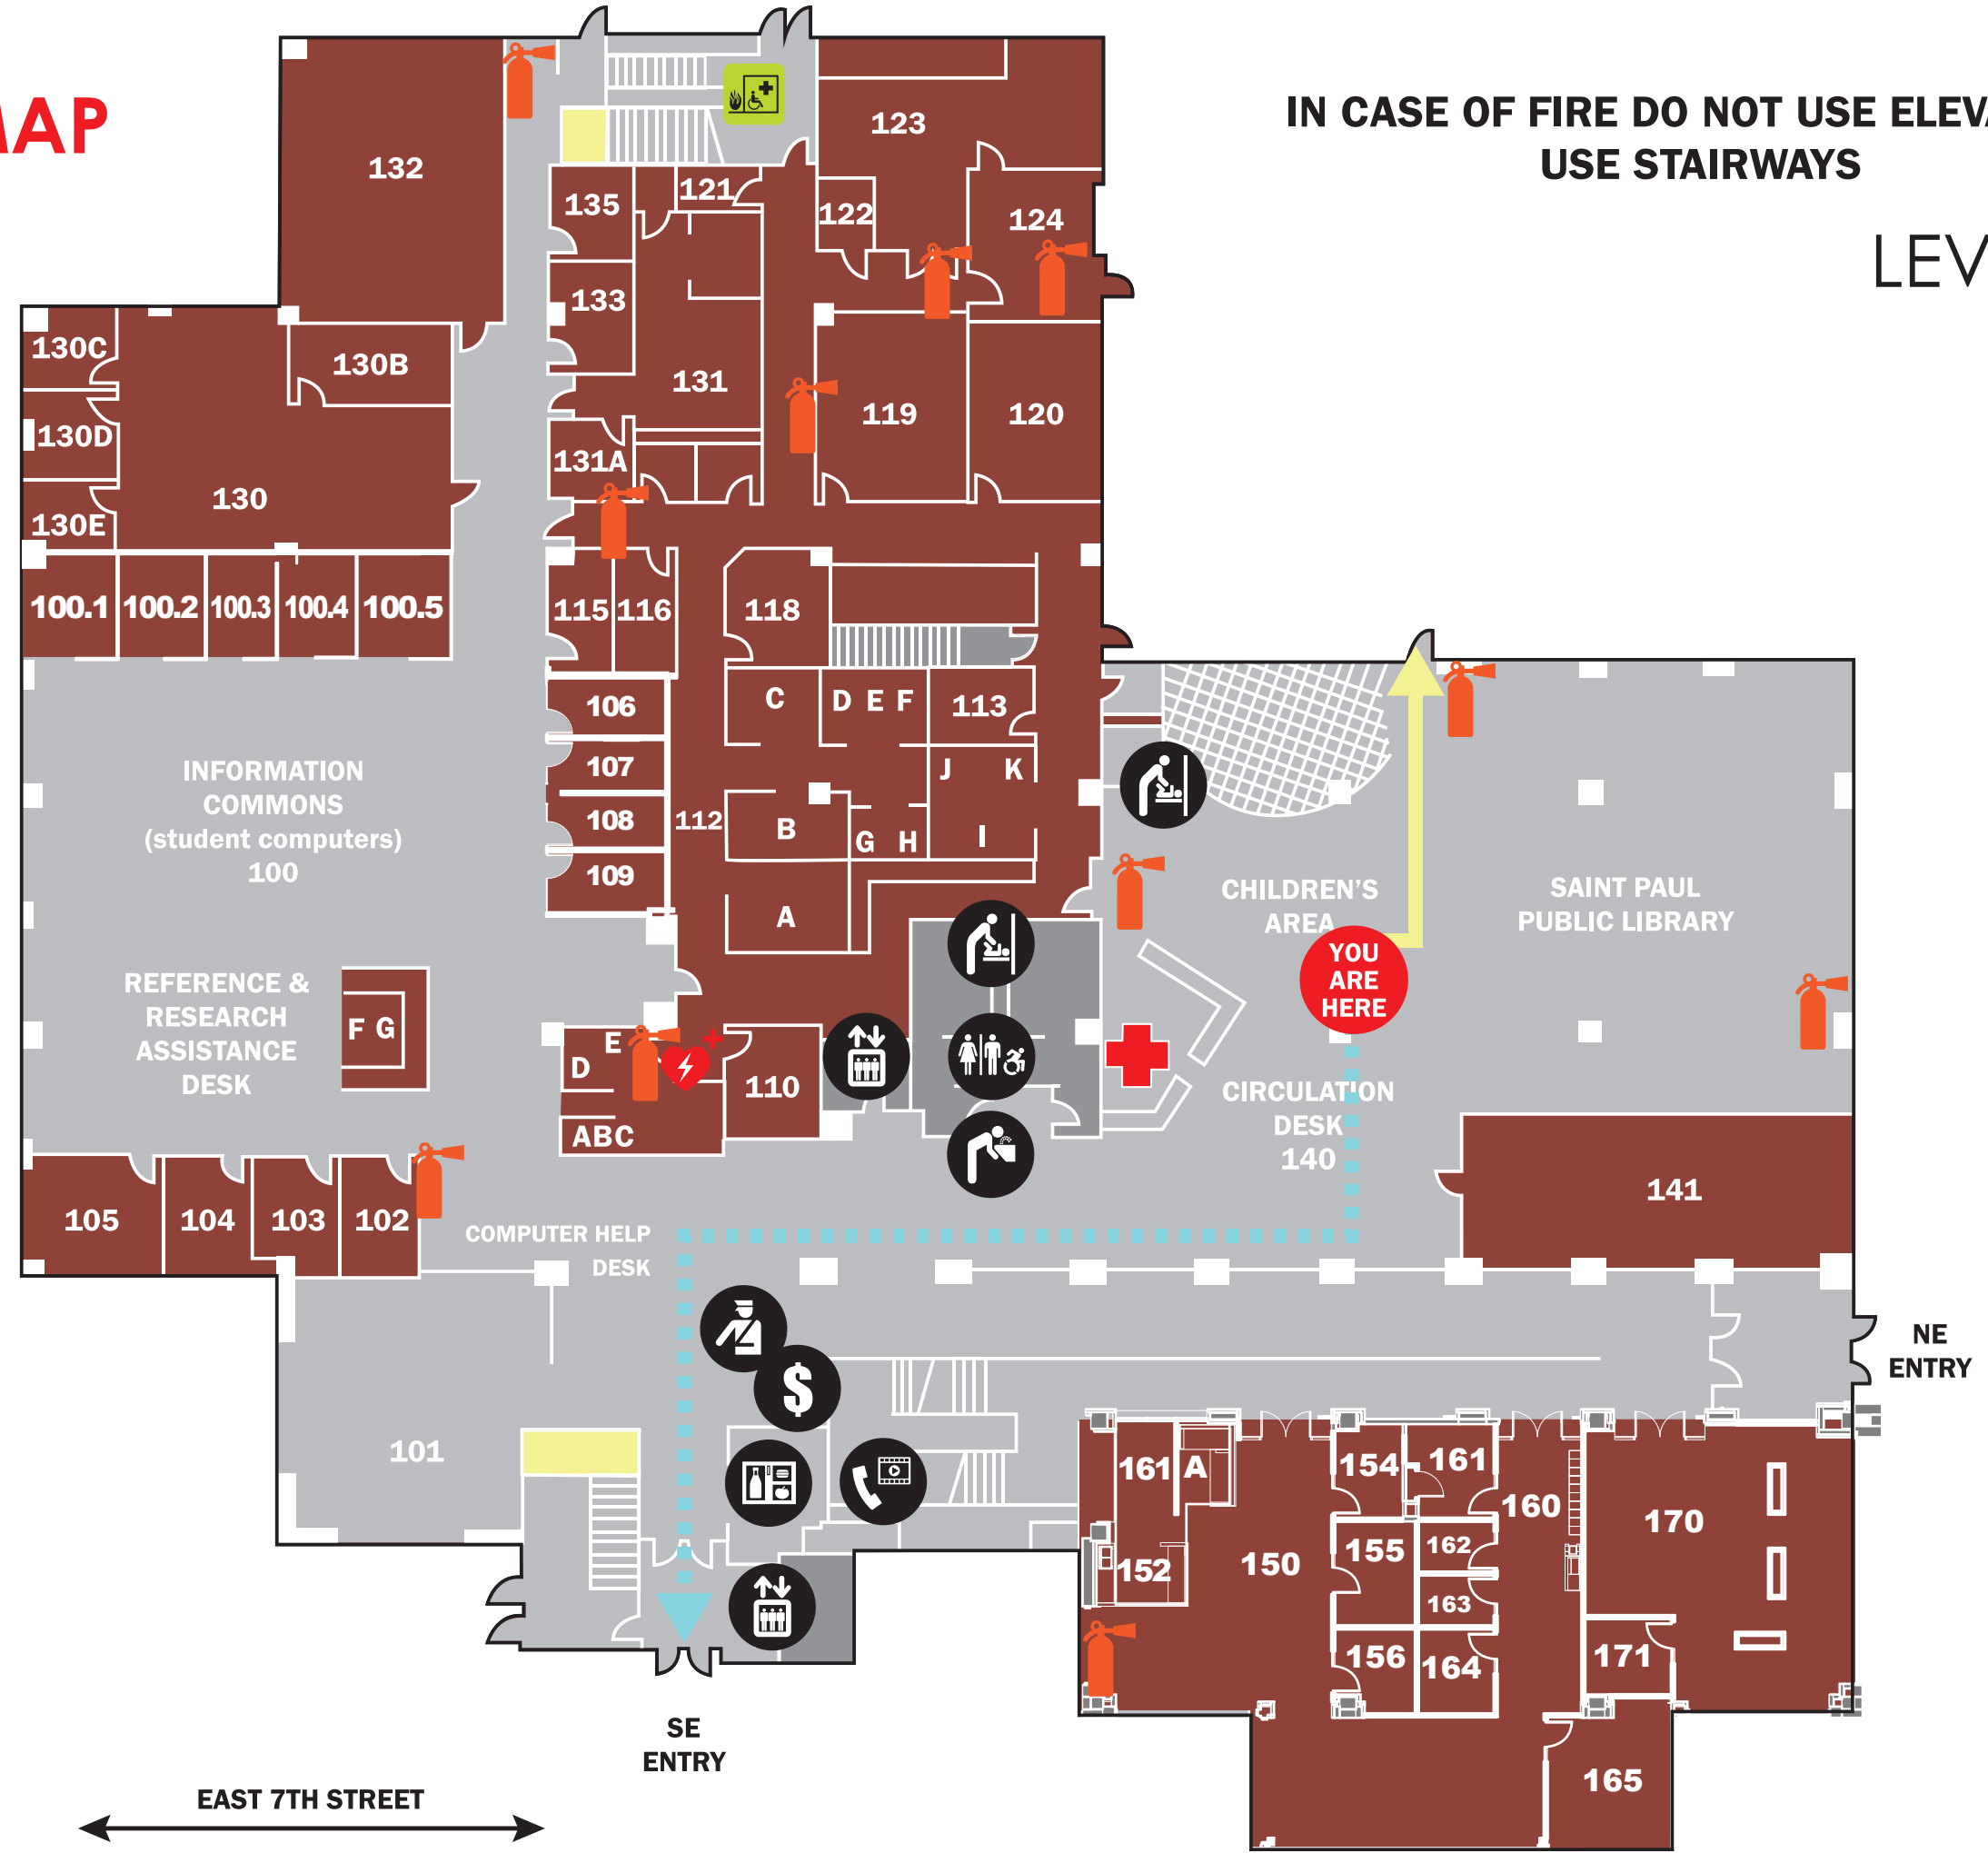 MAP
IN CASE OF FIRE DO NOT USE ELEVA
USE STAIRWAYS
LEV
132
123
135
121
122
124
133
130C
130B
131
130D
119
120
131A
130
130E
100.1
100.2
100.3
100.4
100.5
115
116
118
C
D E F
113
106
107
J
K
108
112
B
G
H
I
109
A
INFORMATION
COMMONS
(student computers)
100
CHILDREN'S
AREA
SAINT PAUL
PUBLIC LIBRARY
YOU
ARE
HERE
REFERENCE &
RESEARCH
ASSISTANCE
DESK
F G
E
D
ABC
110
CIRCULATION
DESK
140
141
105
104
103
102
COMPUTER HELP
DESK
NE
ENTRY
$
101
161
A
154
161
160
170
152
150
155
162
163
156
164
171
165
SE
ENTRY
EAST 7TH STREET